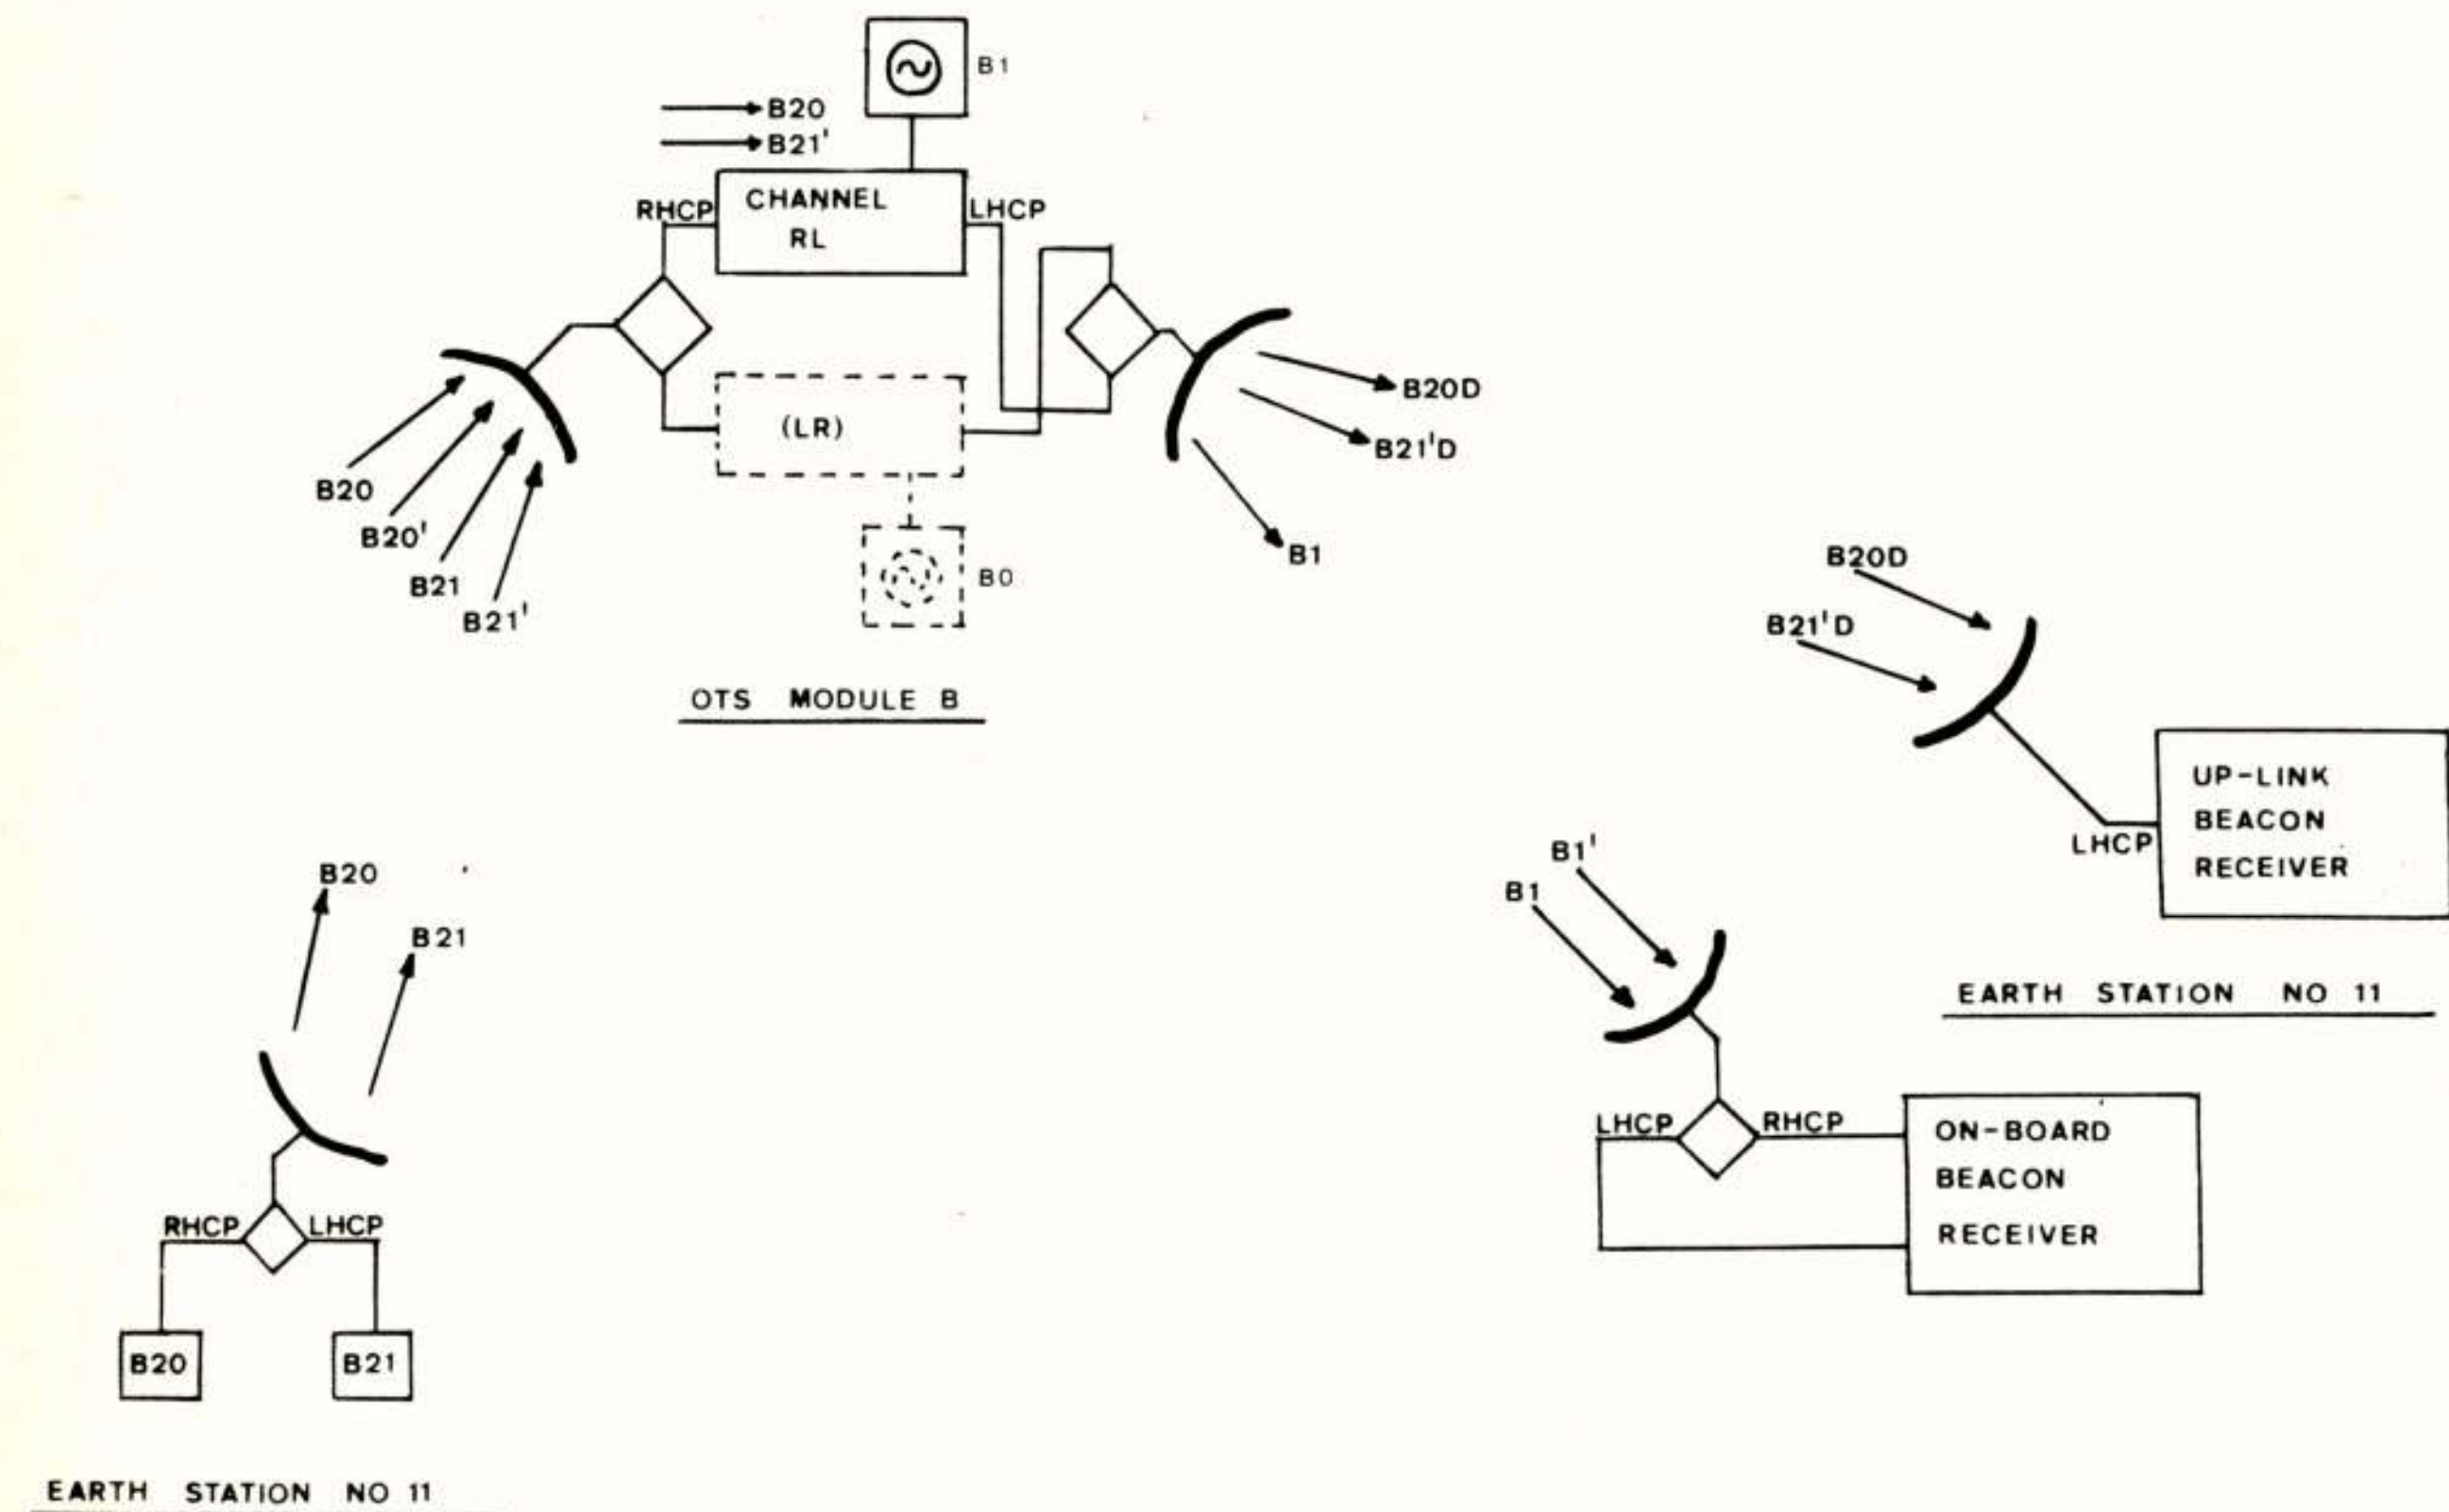 B1
B20
B21'
RHCP
CHANNEL
RL
LHCP
B20
B20'
B21
B21'
(LR)
B0
B20D
B21'D
B1
OTS MODULE B
B20D
B21'D
UP-LINK
BEACON
RECEIVER
LHCP
EARTH STATION NO 11
B20
B21
RHCP
LHCP
B20
B21
EARTH STATION NO 11
B1'
B1
LHCP
RHCP
ON-BOARD
BEACON
RECEIVER